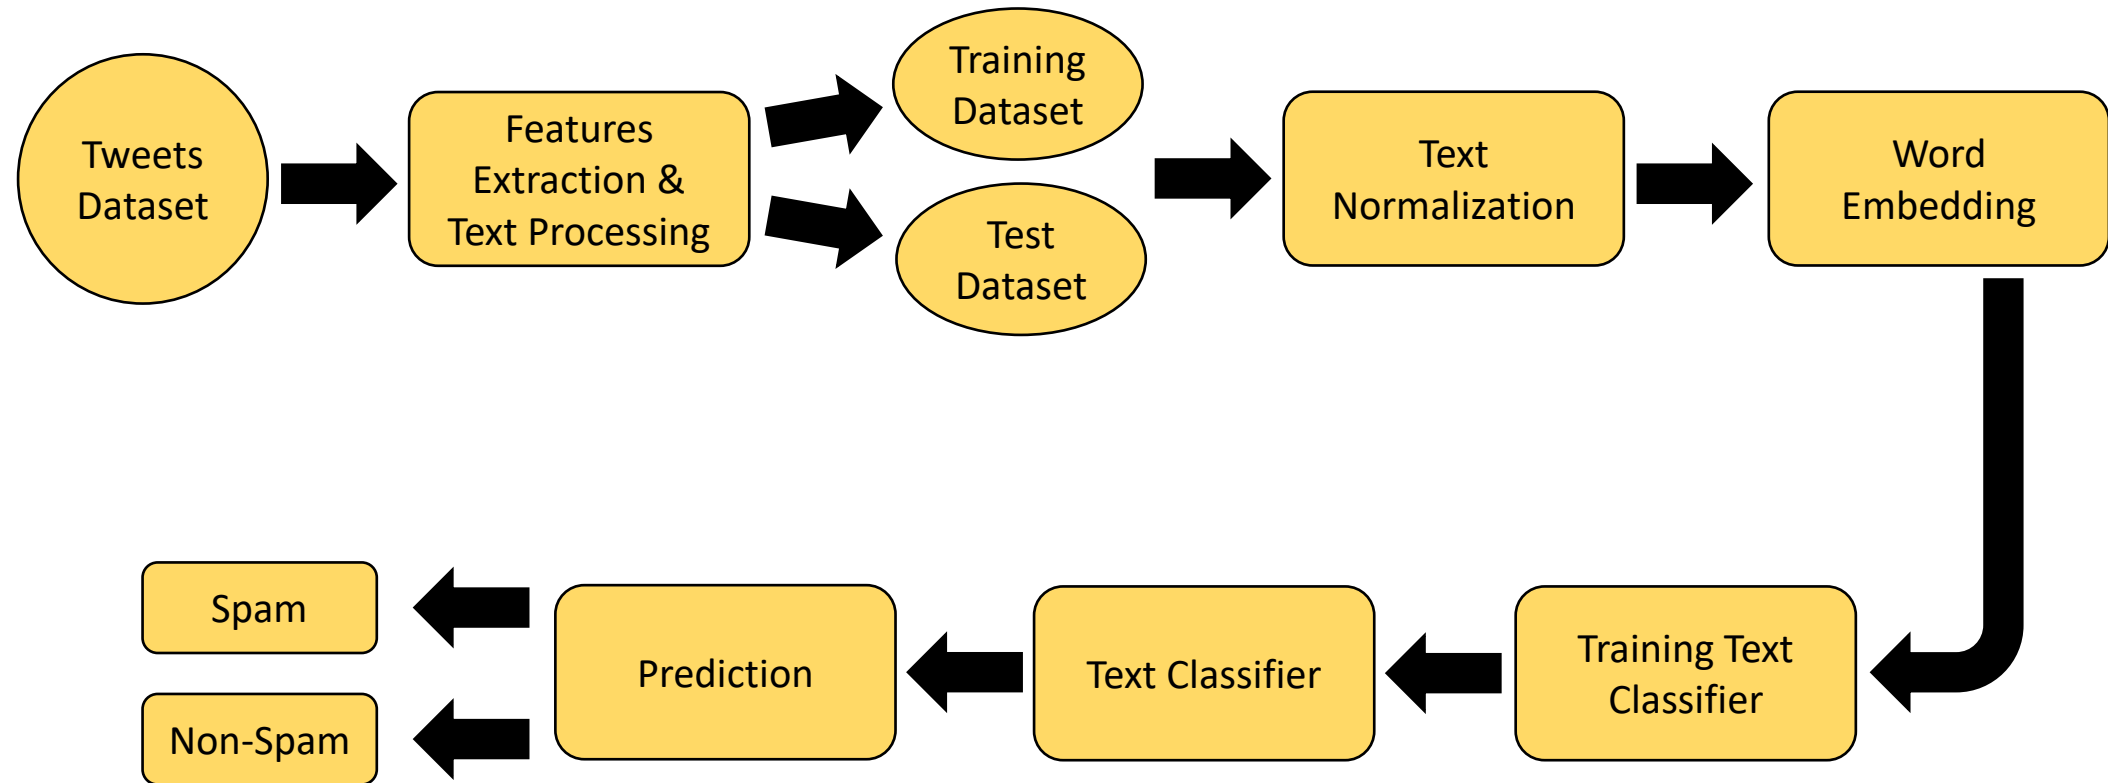 Tweets
Dataset
Features
Extraction &
Text Processing
Training
Dataset
Test
Dataset
Text
Normalization
Word
Embedding
Training Text
Classifier
Text Classifier
Prediction
Spam
Non-Spam